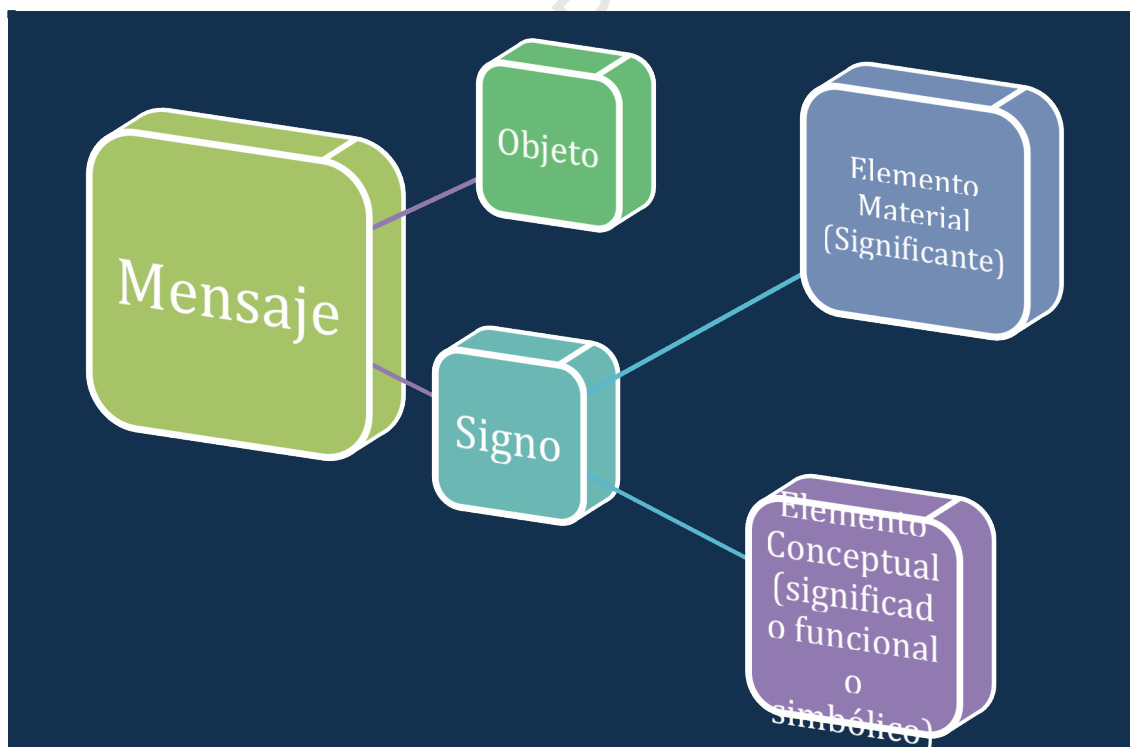 Mensaje
Objeto
Signo
Elemento
Material
(Significante)
Elemento
Conceptual
(significad
o funcional
o
simbólico)